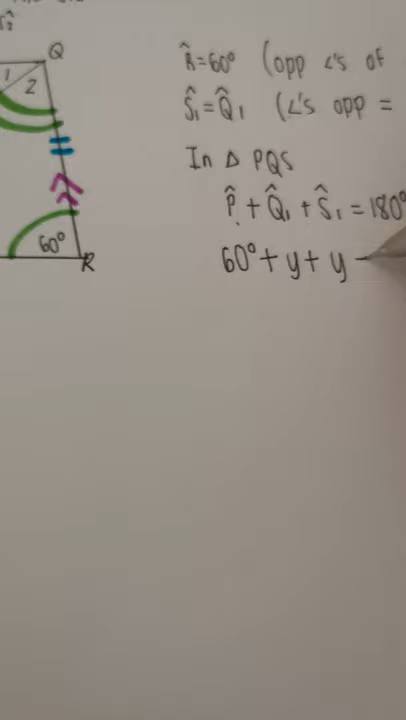 Q
1 2
60°
R
R̂=60° (opp ∠'s of
Ŝ₁=Q̂₁ (∠'s opp =
In Δ PQS
P̂ + Q̂₁ + Ŝ₁ = 180°
60° + y + y